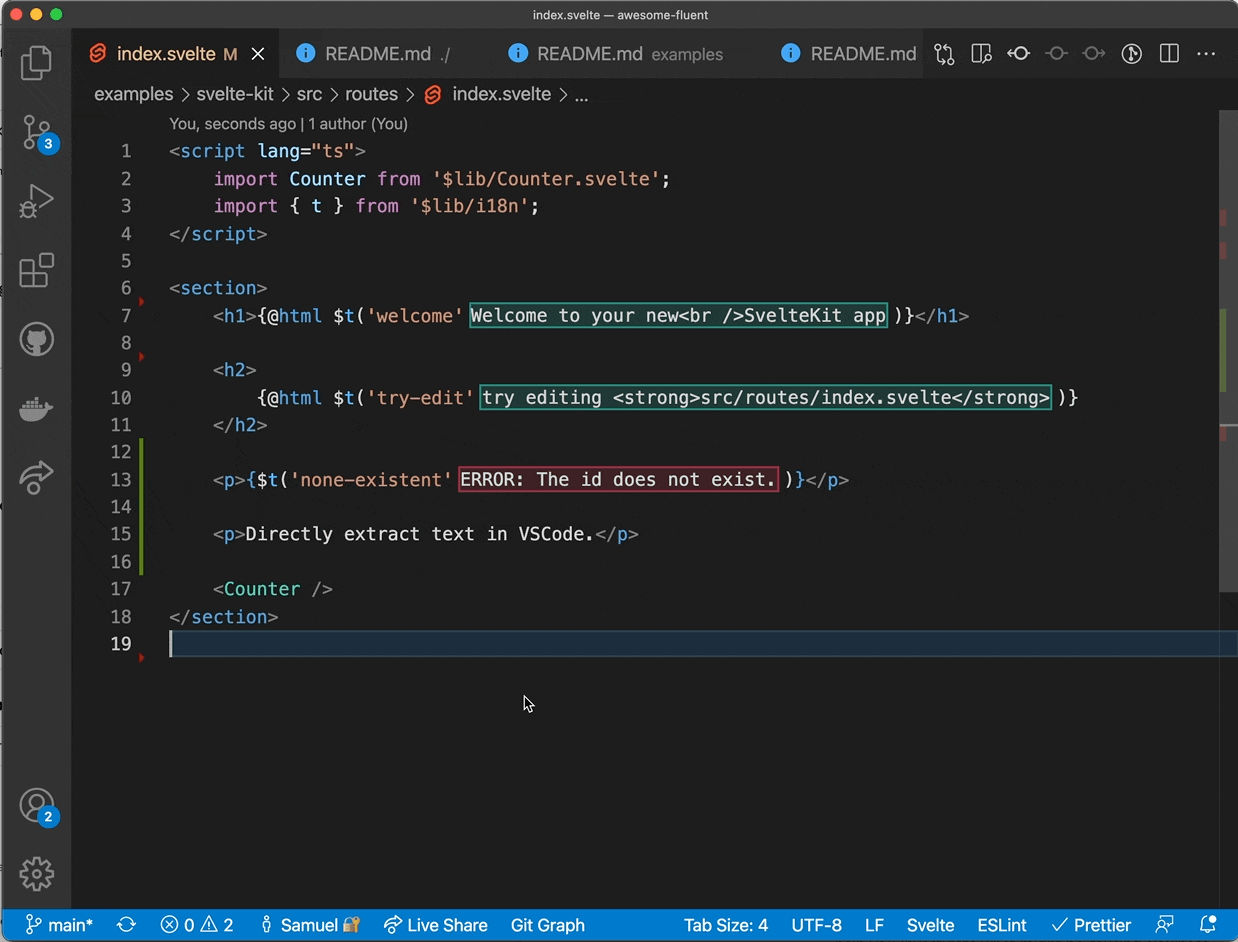 index.svelte — awesome-fluent
index.svelte M README.md ./ README.md examples README.md
examples > svelte-kit > src > routes > index.svelte > ...
You, seconds ago | 1 author (You)
1 <script lang="ts">
2 import Counter from '$lib/Counter.svelte';
3 import { t } from '$lib/i18n';
4 </script>
5
6 <section>
7 <h1>{@html $t('welcome' Welcome to your new<br />SvelteKit app )}</h1>
8
9 <h2>
10 {@html $t('try-edit' try editing <strong>src/routes/index.svelte</strong> )}
11 </h2>
12
13 <p>{$t('none-existent' ERROR: The id does not exist. )}</p>
14
15 <p>Directly extract text in VSCode.</p>
16
17 <Counter />
18 </section>
19
3
2
main* 0 2 Samuel Live Share Git Graph Tab Size: 4 UTF-8 LF Svelte ESLint Prettier